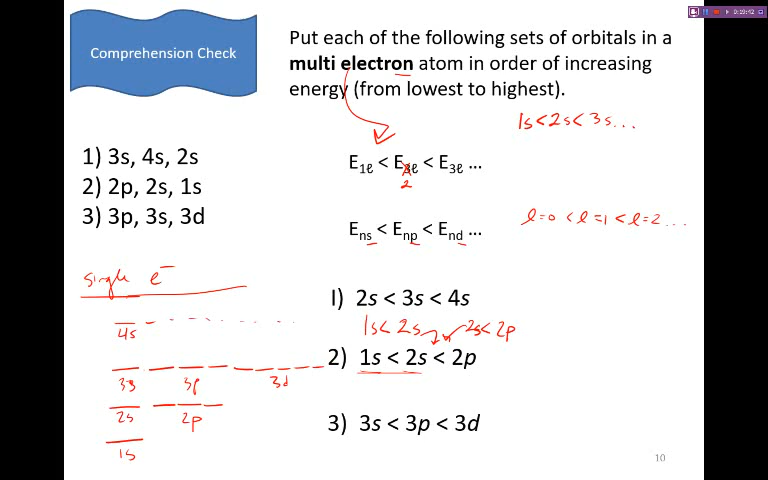 Comprehension Check
Put each of the following sets of orbitals in a
multi electron atom in order of increasing
energy (from lowest to highest).
1s < 2s < 3s ...
1) 3s, 4s, 2s
2) 2p, 2s, 1s
3) 3p, 3s, 3d
E1ℓ < E3ℓ < E3ℓ ...
2
Ens < Enp < End ...
ℓ=0 < ℓ=1 < ℓ=2 ...
single e⁻
4s
3s 3p 3d
2s 2p
1s
1) 2s < 3s < 4s
1s < 2s 2s < 2p
2) 1s < 2s < 2p
3) 3s < 3p < 3d
10